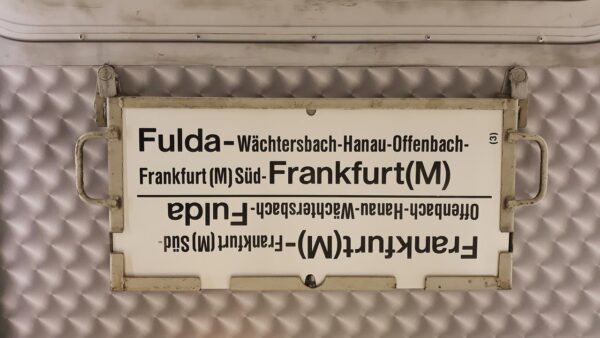 Fulda-Wächtersbach-Hanau-Offenbach-
Frankfurt (M) Süd-Frankfurt(M)
(3)
Frankfurt(M)-Frankfurt (M) Süd-
Offenbach-Hanau-Wächtersbach-Fulda